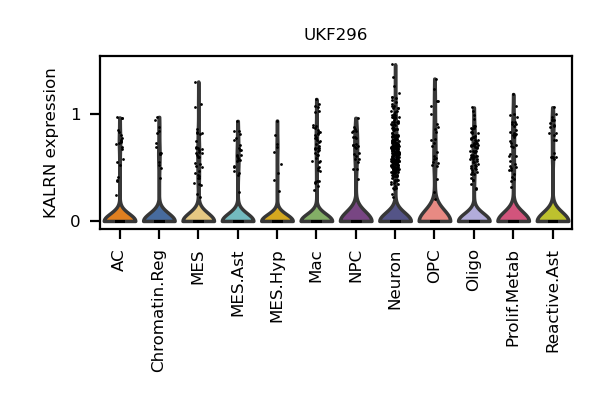 UKF296
KALRN expression
1
0
AC
Chromatin.Reg
MES
MES.Ast
MES.Hyp
Mac
NPC
Neuron
OPC
Oligo
Prolif.Metab
Reactive.Ast